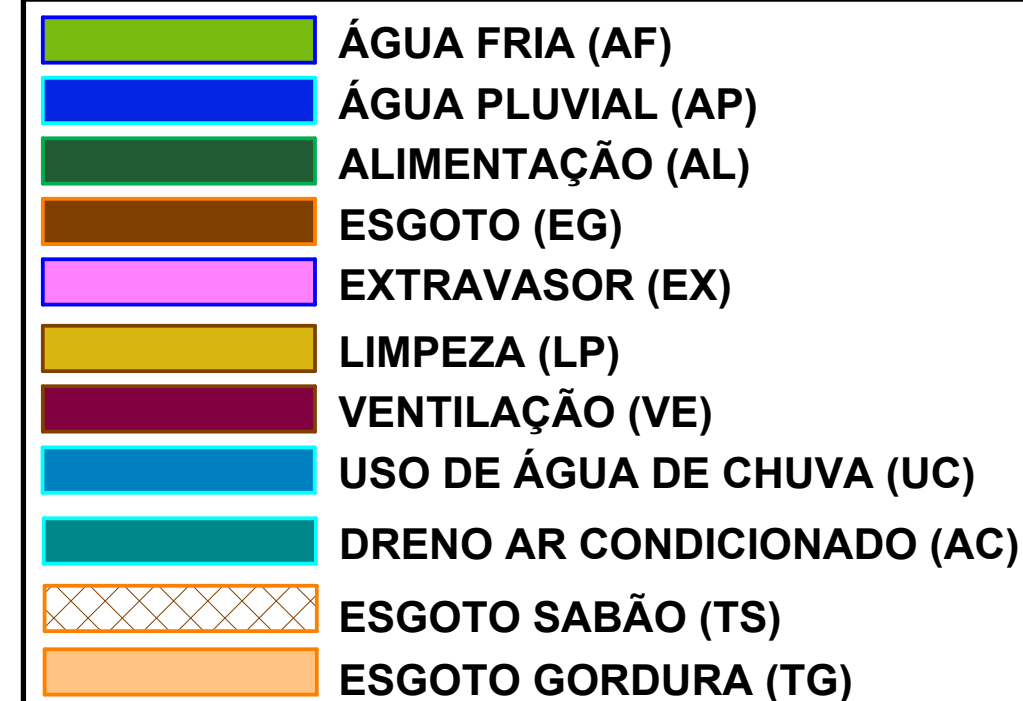 ÁGUA FRIA (AF)
ÁGUA PLUVIAL (AP)
ALIMENTAÇÃO (AL)
ESGOTO (EG)
EXTRAVASOR (EX)
LIMPEZA (LP)
VENTILAÇÃO (VE)
USO DE ÁGUA DE CHUVA (UC)
DRENO AR CONDICIONADO (AC)
ESGOTO SABÃO (TS)
ESGOTO GORDURA (TG)